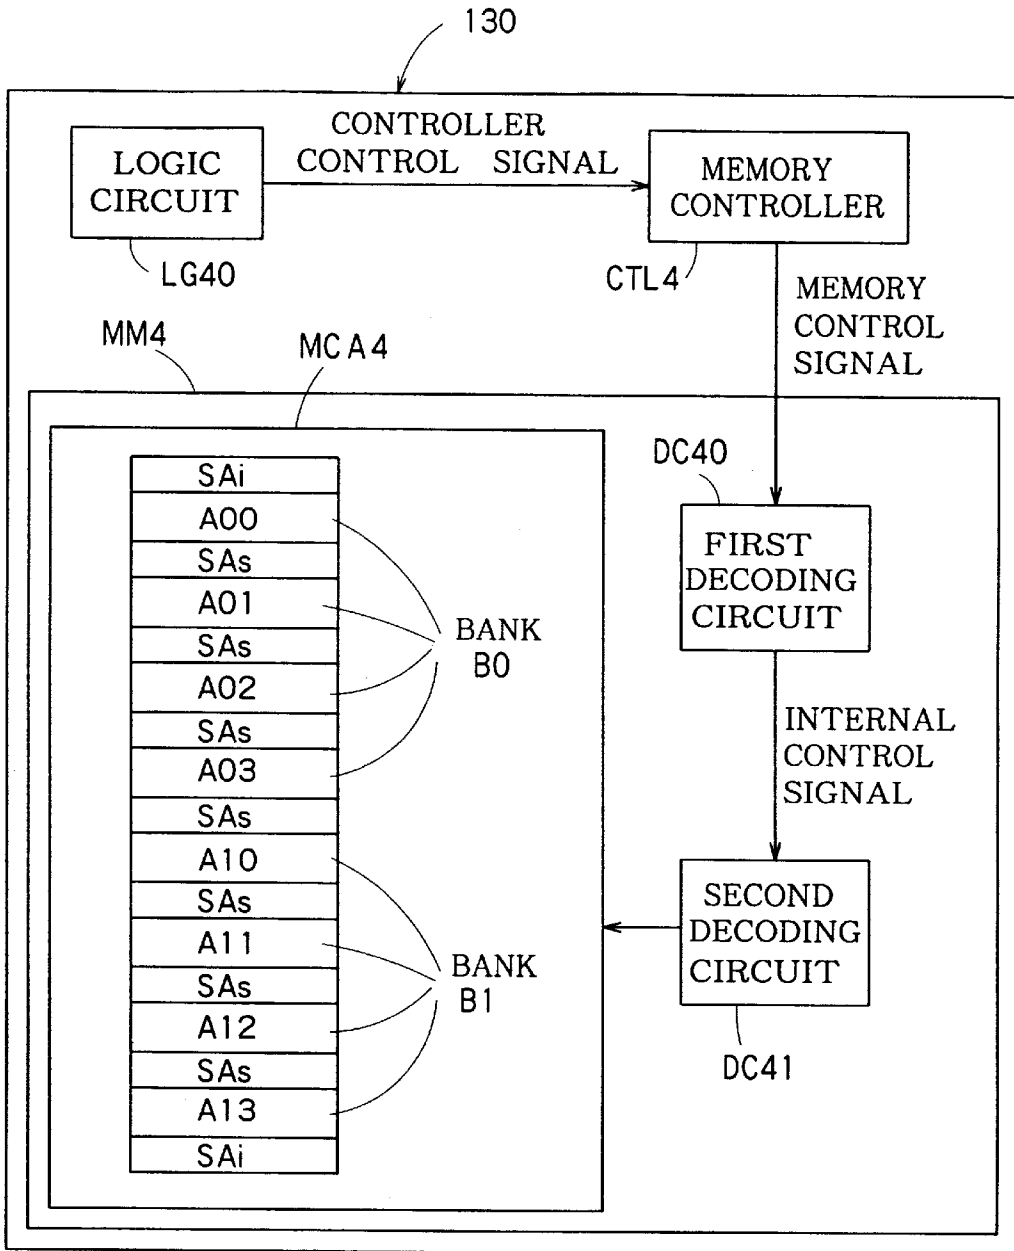 130
CONTROLLER
CONTROL SIGNAL
LOGIC
CIRCUIT
MEMORY
CONTROLLER
LG40
CTL4
MEMORY
CONTROL
SIGNAL
MM4
MCA4
DC40
SAi
A00
SAs
A01
SAs
A02
SAs
A03
SAs
A10
SAs
A11
SAs
A12
SAs
A13
SAi
BANK
B0
BANK
B1
FIRST
DECODING
CIRCUIT
INTERNAL
CONTROL
SIGNAL
SECOND
DECODING
CIRCUIT
DC41